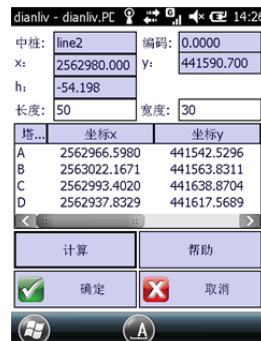 dianliv - dianliv.PD 14:26
中桩: line2 编码: 0.0000
x: 2562980.000 y: 441590.700
h: -54.198
长度: 50 宽度: 30
塔... 坐标x 坐标y
A 2562966.5980 441542.5296
B 2563022.1671 441563.8311
C 2562993.4020 441638.8704
D 2562937.8329 441617.5689
计算 帮助
确定 取消
A